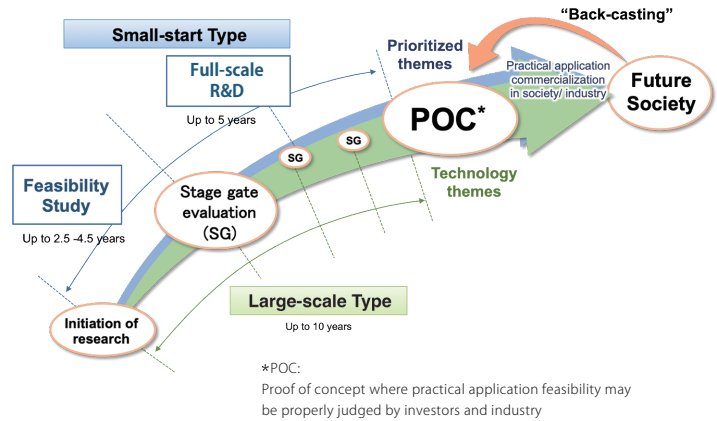 “Back-casting”
Small-start Type
Prioritized
themes
Full-scale
R&D
Practical application
commercialization
in society/ industry
Future
Society
Up to 5 years
POC*
SG
SG
Technology
themes
Feasibility
Study
Stage gate
evaluation
(SG)
Up to 2.5 -4.5 years
Large-scale Type
Up to 10 years
Initiation of
research
*POC:
Proof of concept where practical application feasibility may
be properly judged by investors and industry